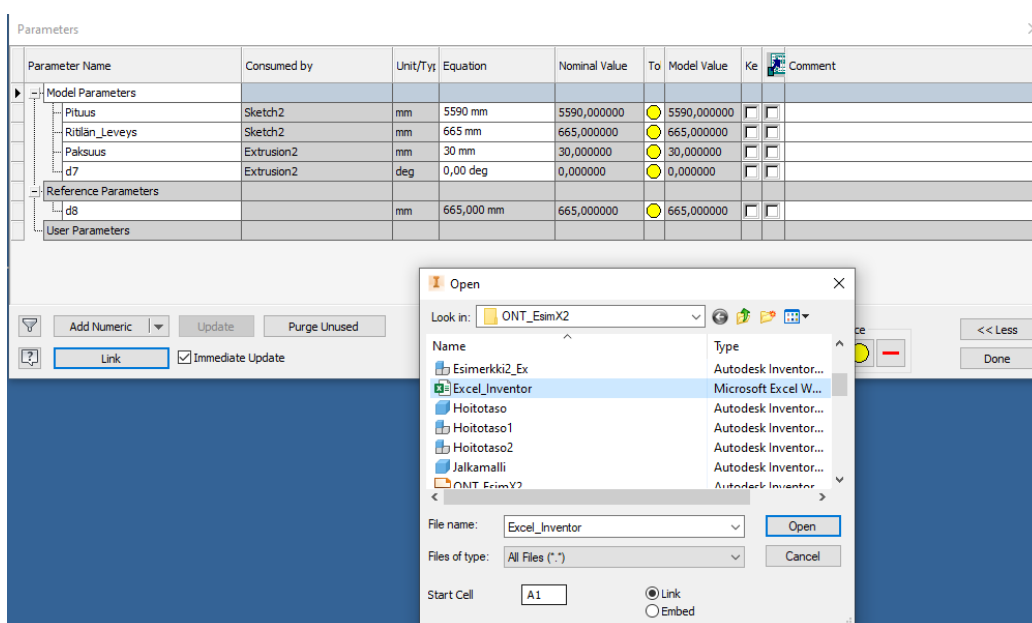 Parameters
Parameter Name Consumed by Unit/Typ Equation Nominal Value To Model Value Ke Comment
Model Parameters
Pituus Sketch2 mm 5590 mm 5590,000000 5590,000000
Ritilän_Leveys Sketch2 mm 665 mm 665,000000 665,000000
Paksuus Extrusion2 mm 30 mm 30,000000 30,000000
d7 Extrusion2 deg 0,00 deg 0,000000 0,000000
Reference Parameters
d8 mm 665,000 mm 665,000000 665,000000
User Parameters
Open
Look in: ONT_EsimX2
Add Numeric Update Purge Unused ce << Less
Name Type
Link Immediate Update Done
Esimerkki2_Ex Autodesk Inventor...
Excel_Inventor Microsoft Excel W...
Hoitotaso Autodesk Inventor...
Hoitotaso1 Autodesk Inventor...
Hoitotaso2 Autodesk Inventor...
Jalkamalli Autodesk Inventor...
ONT_EsimX2 Autodesk Inventor
File name: Excel_Inventor Open
Files of type: All Files (*.*) Cancel
Start Cell A1 Link
Embed